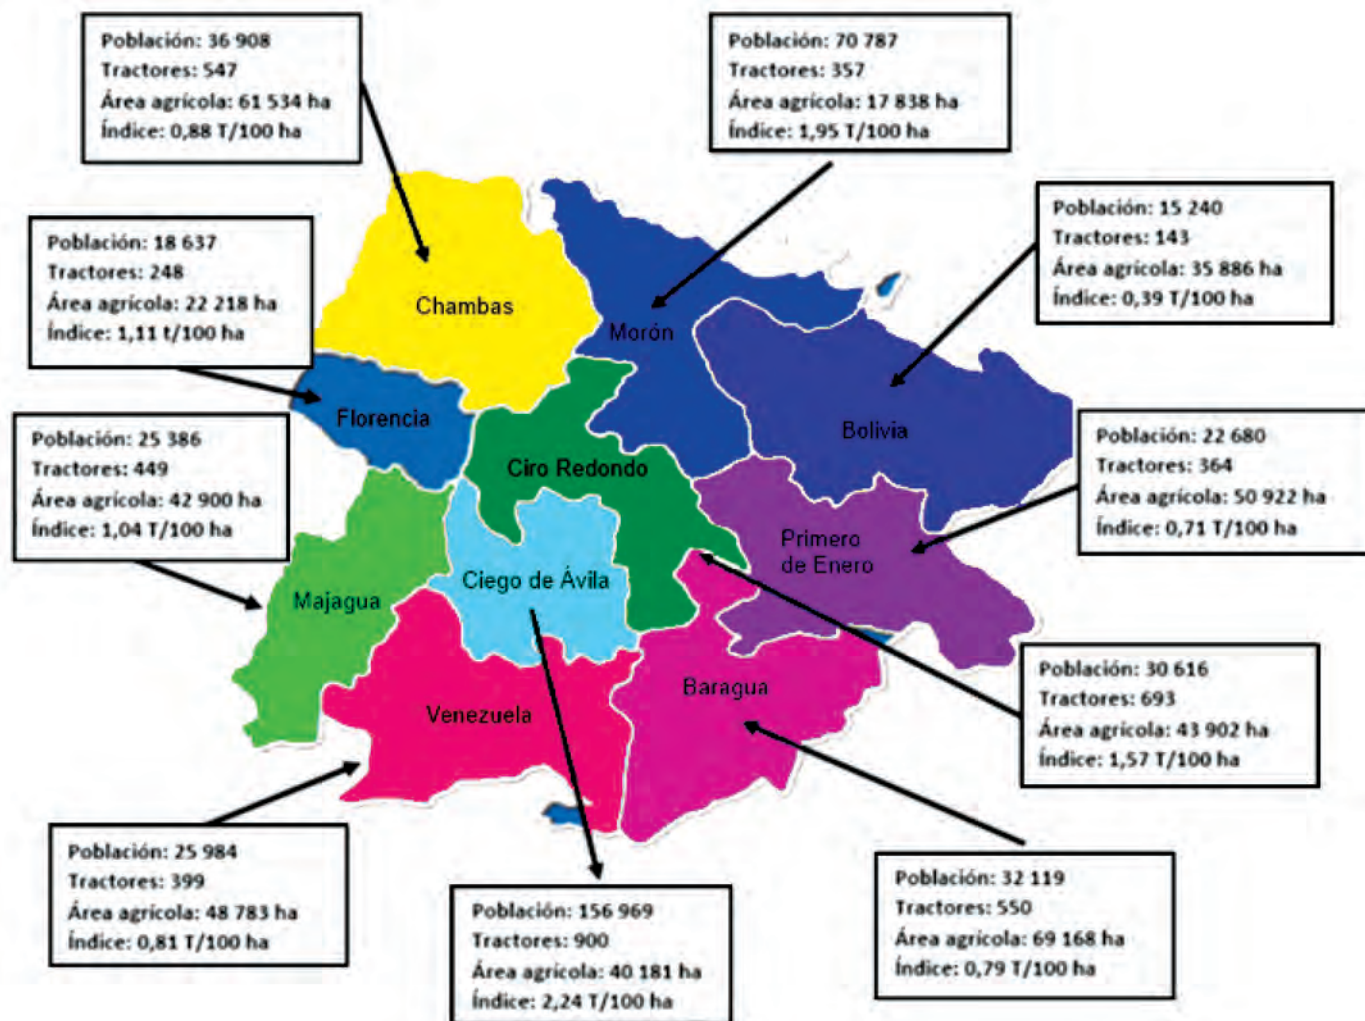 Población: 36 908
Tractores: 547
Área agrícola: 61 534 ha
Índice: 0,88 T/100 ha
Población: 70 787
Tractores: 357
Área agrícola: 17 838 ha
Índice: 1,95 T/100 ha
Población: 15 240
Tractores: 143
Área agrícola: 35 886 ha
Índice: 0,39 T/100 ha
Población: 18 637
Tractores: 248
Área agrícola: 22 218 ha
Índice: 1,11 t/100 ha
Chambas
Morón
Florencia
Bolivia
Población: 25 386
Tractores: 449
Área agrícola: 42 900 ha
Índice: 1,04 T/100 ha
Ciro Redondo
Población: 22 680
Tractores: 364
Área agrícola: 50 922 ha
Índice: 0,71 T/100 ha
Primero
de Enero
Ciego de Ávila
Majagua
Baragua
Venezuela
Población: 30 616
Tractores: 693
Área agrícola: 43 902 ha
Índice: 1,57 T/100 ha
Población: 25 984
Tractores: 399
Área agrícola: 48 783 ha
Índice: 0,81 T/100 ha
Población: 156 969
Tractores: 900
Área agrícola: 40 181 ha
Índice: 2,24 T/100 ha
Población: 32 119
Tractores: 550
Área agrícola: 69 168 ha
Índice: 0,79 T/100 ha